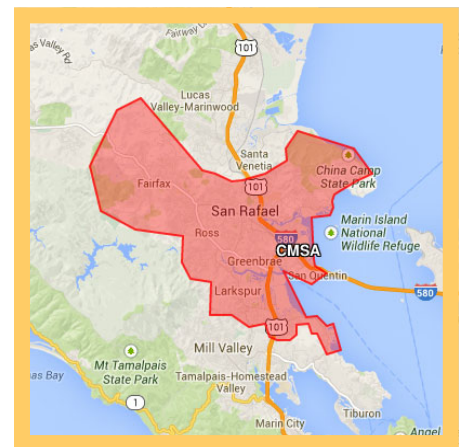 Fairway
101
as Valley Rd
Lucas
Valley-Marinwood
Santa
Venetia
China Camp
State Park
101
Fairfax
San Rafael
Marin Island
National
Wildlife Refuge
Ross
580
CMSA
Greenbrae
San Quentin
580
Larkspur
101
Mill Valley
Mt Tamalpais
State Park
Tamalpais-Homestead
Valley
as Bay
1
Tiburon
Marin City
Angel